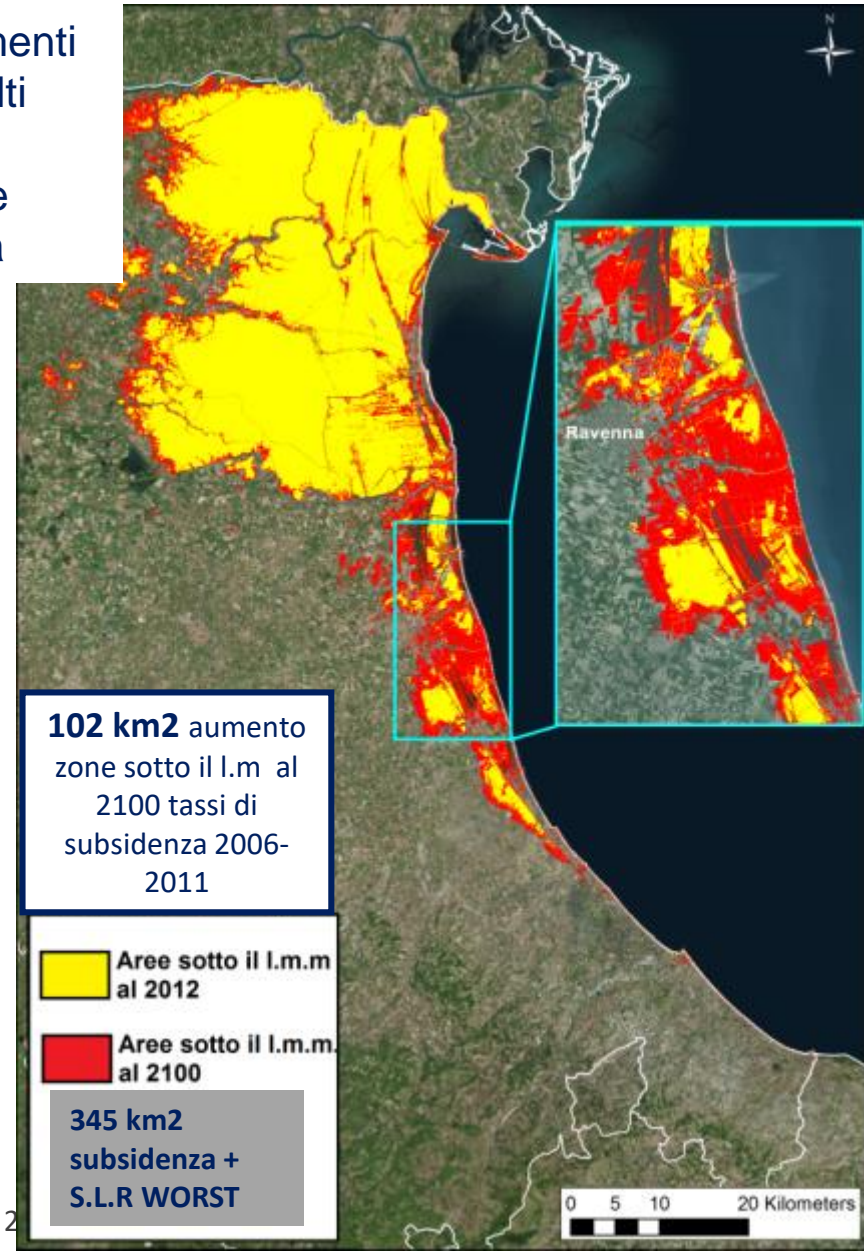 N
Ravenna
102 km2 aumento
zone sotto il l.m al
2100 tassi di
subsidenza 2006-
2011
Aree sotto il l.m.m
al 2012
Aree sotto il l.m.m.
al 2100
345 km2
subsidenza +
S.L.R WORST
0 5 10 20 Kilometers
2